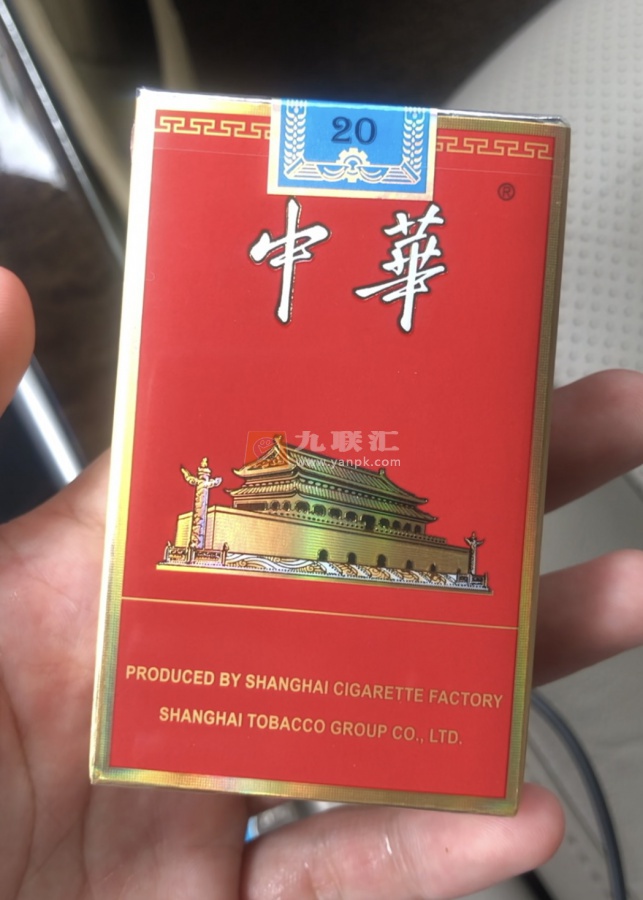 20
®
中華
九联汇
www.yanpk.com
PRODUCED BY SHANGHAI CIGARETTE FACTORY
SHANGHAI TOBACCO GROUP CO., LTD.